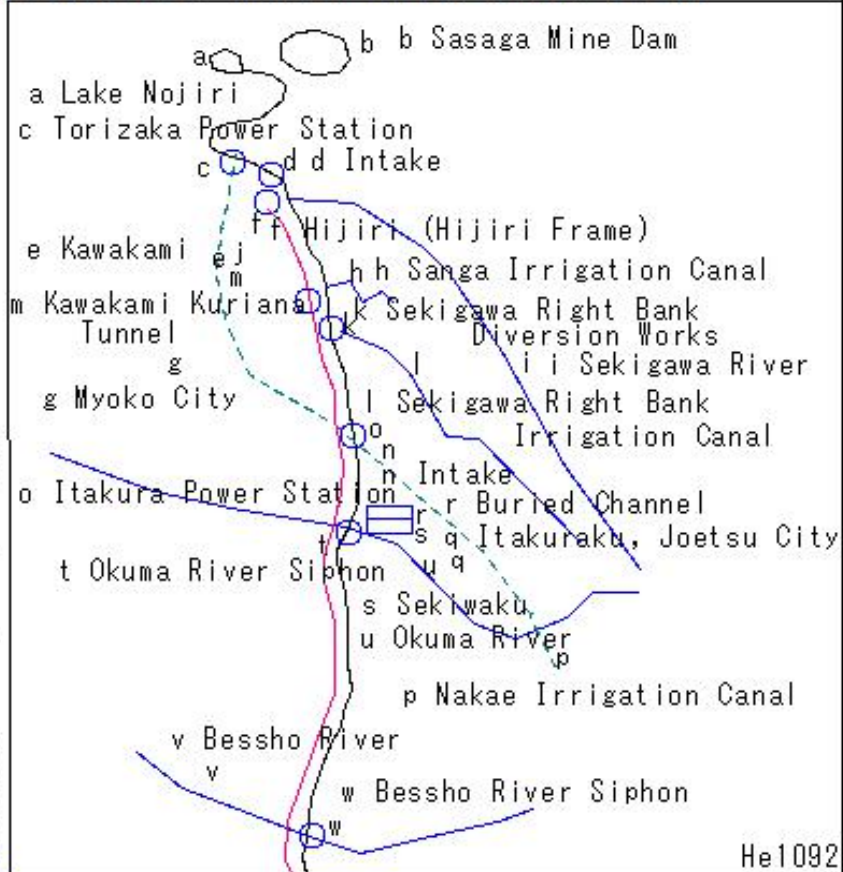 a
b
b Sasaga Mine Dam
a Lake Nojiri
c Torizaka Power Station
c
d d Intake
f f Hijiri (Hijiri Frame)
e Kawakami
e j
m
h h Sanga Irrigation Canal
m Kawakami Kuriana
Tunnel
k k Sekigawa Right Bank
Diversion Works
g
l
i i Sekigawa River
g Myoko City
l Sekigawa Right Bank
Irrigation Canal
o
n
n Intake
o Itakura Power Station
r r Buried Channel
s q Itakuraku, Joetsu City
t
u q
t Okuma River Siphon
s Sekiwaku
u Okuma River
p
p Nakae Irrigation Canal
v Bessho River
v
w Bessho River Siphon
w
He1092